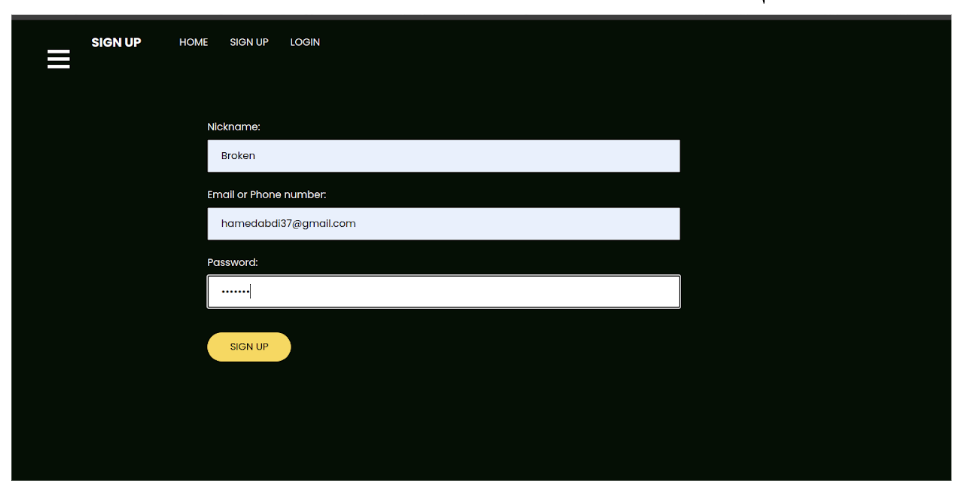 SIGN UP HOME SIGN UP LOGIN
Nickname:
Broken
Email or Phone number:
hamedabdi37@gmail.com
Password:
•••••••
SIGN UP